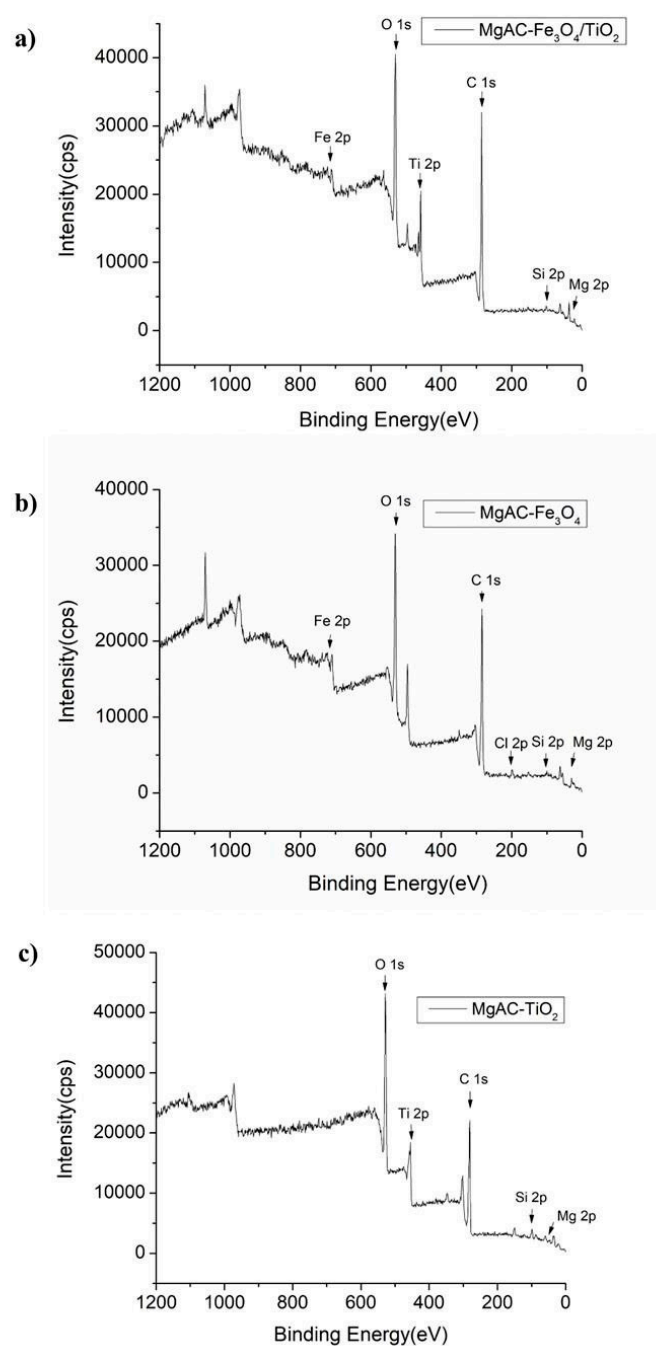 a)
MgAC-Fe₃O₄/TiO₂
O 1s
C 1s
Fe 2p
Ti 2p
Si 2p
Mg 2p
40000
30000
20000
10000
0
Intensity(cps)
1200 1000 800 600 400 200 0
Binding Energy(eV)
b)
MgAC-Fe₃O₄
O 1s
C 1s
Fe 2p
Cl 2p Si 2p Mg 2p
40000
30000
20000
10000
0
Intensity(cps)
1200 1000 800 600 400 200 0
Binding Energy(eV)
c)
MgAC-TiO₂
O 1s
C 1s
Ti 2p
Si 2p
Mg 2p
50000
40000
30000
20000
10000
0
Intensity(cps)
1200 1000 800 600 400 200 0
Binding Energy(eV)